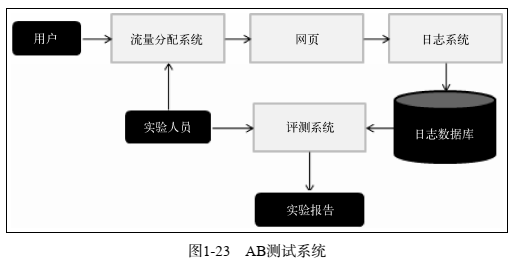 用户
流量分配系统
网页
日志系统
实验人员
评测系统
日志数据库
实验报告
图1-23 AB测试系统